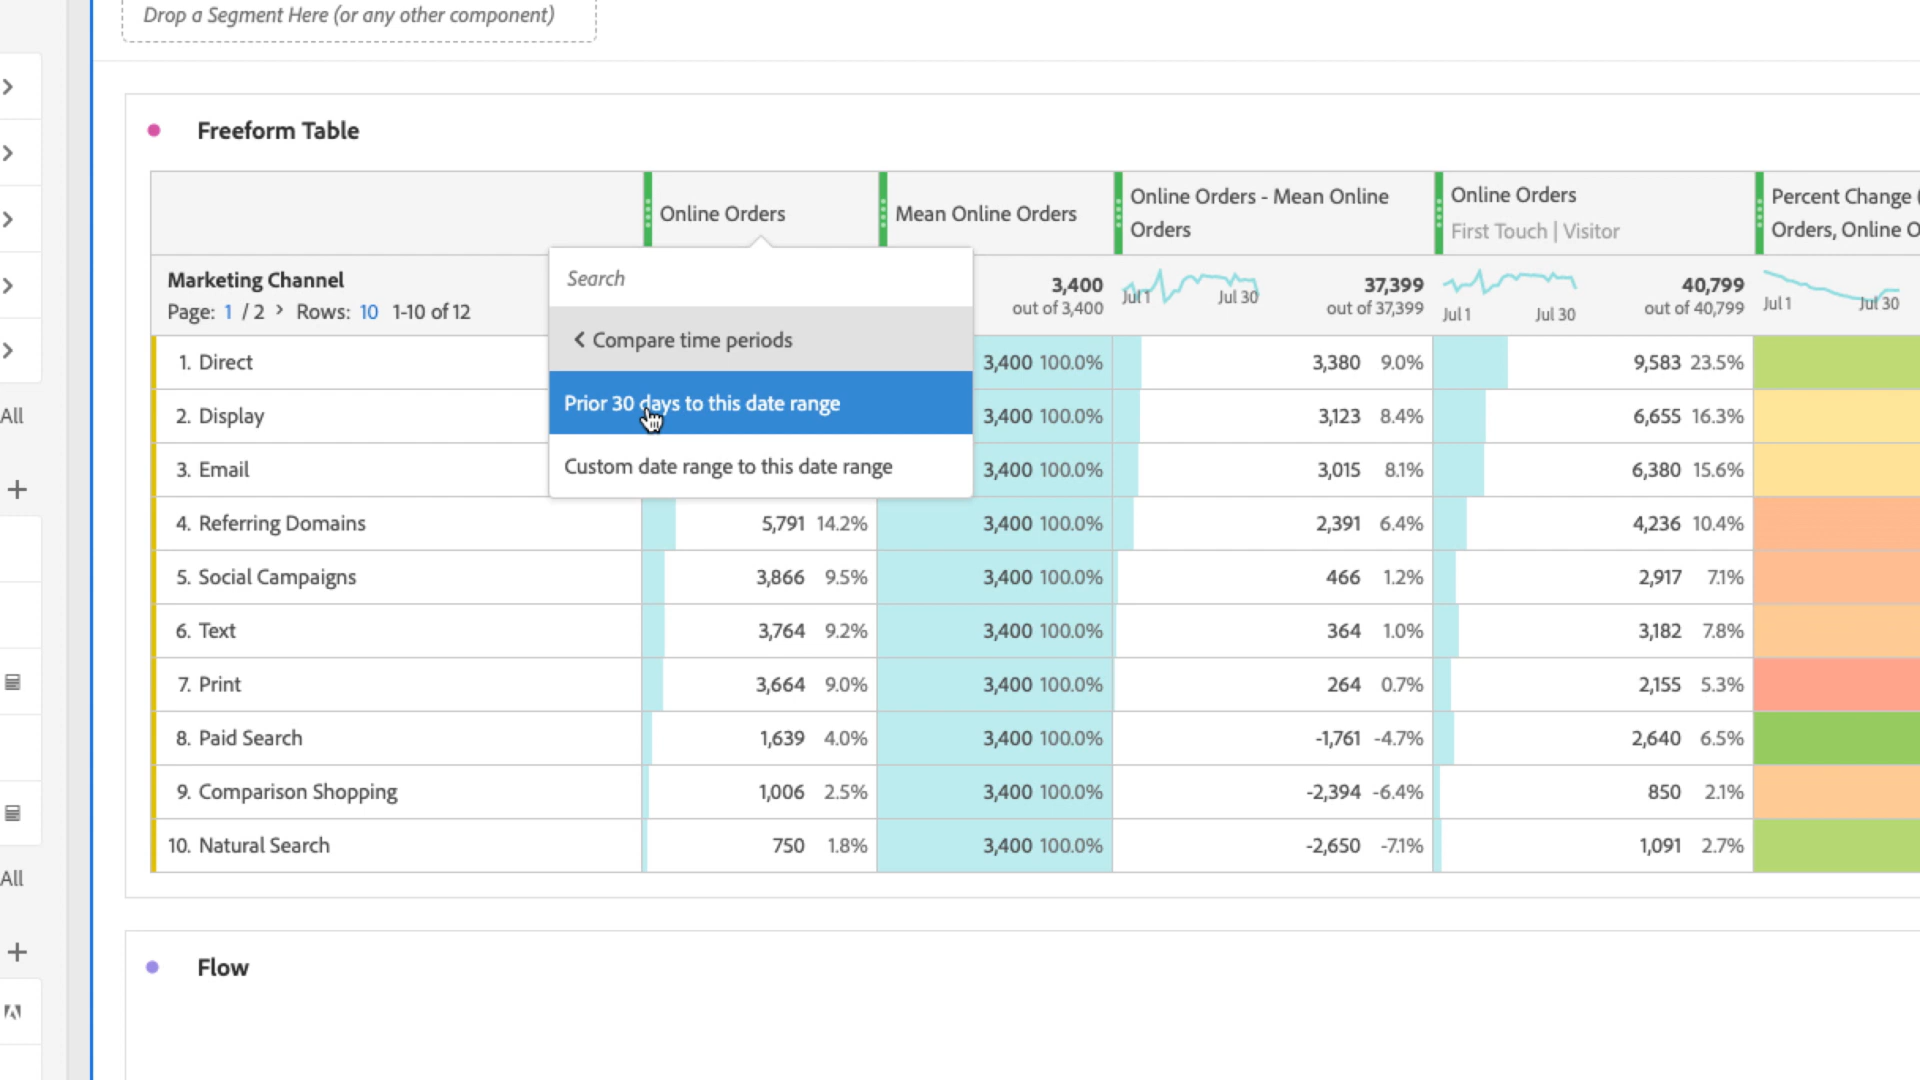 Drop a Segment Here (or any other component)
Freeform Table
Online Orders
Mean Online Orders
Online Orders - Mean Online
Orders
Online Orders
First Touch | Visitor
Percent Change (
Orders, Online O
Marketing Channel
Page: 1 / 2 > Rows: 10 1-10 of 12
3,400
out of 3,400
Jul 1 Jul 30
37,399
out of 37,399
Jul 1 Jul 30
40,799
out of 40,799
Jul 1 Jul 30
Search
< Compare time periods
Prior 30 days to this date range
Custom date range to this date range
1. Direct 3,400 100.0% 3,380 9.0% 9,583 23.5%
2. Display 3,400 100.0% 3,123 8.4% 6,655 16.3%
3. Email 3,400 100.0% 3,015 8.1% 6,380 15.6%
4. Referring Domains 5,791 14.2% 3,400 100.0% 2,391 6.4% 4,236 10.4%
5. Social Campaigns 3,866 9.5% 3,400 100.0% 466 1.2% 2,917 7.1%
6. Text 3,764 9.2% 3,400 100.0% 364 1.0% 3,182 7.8%
7. Print 3,664 9.0% 3,400 100.0% 264 0.7% 2,155 5.3%
8. Paid Search 1,639 4.0% 3,400 100.0% -1,761 -4.7% 2,640 6.5%
9. Comparison Shopping 1,006 2.5% 3,400 100.0% -2,394 -6.4% 850 2.1%
10. Natural Search 750 1.8% 3,400 100.0% -2,650 -7.1% 1,091 2.7%
Flow
All
All